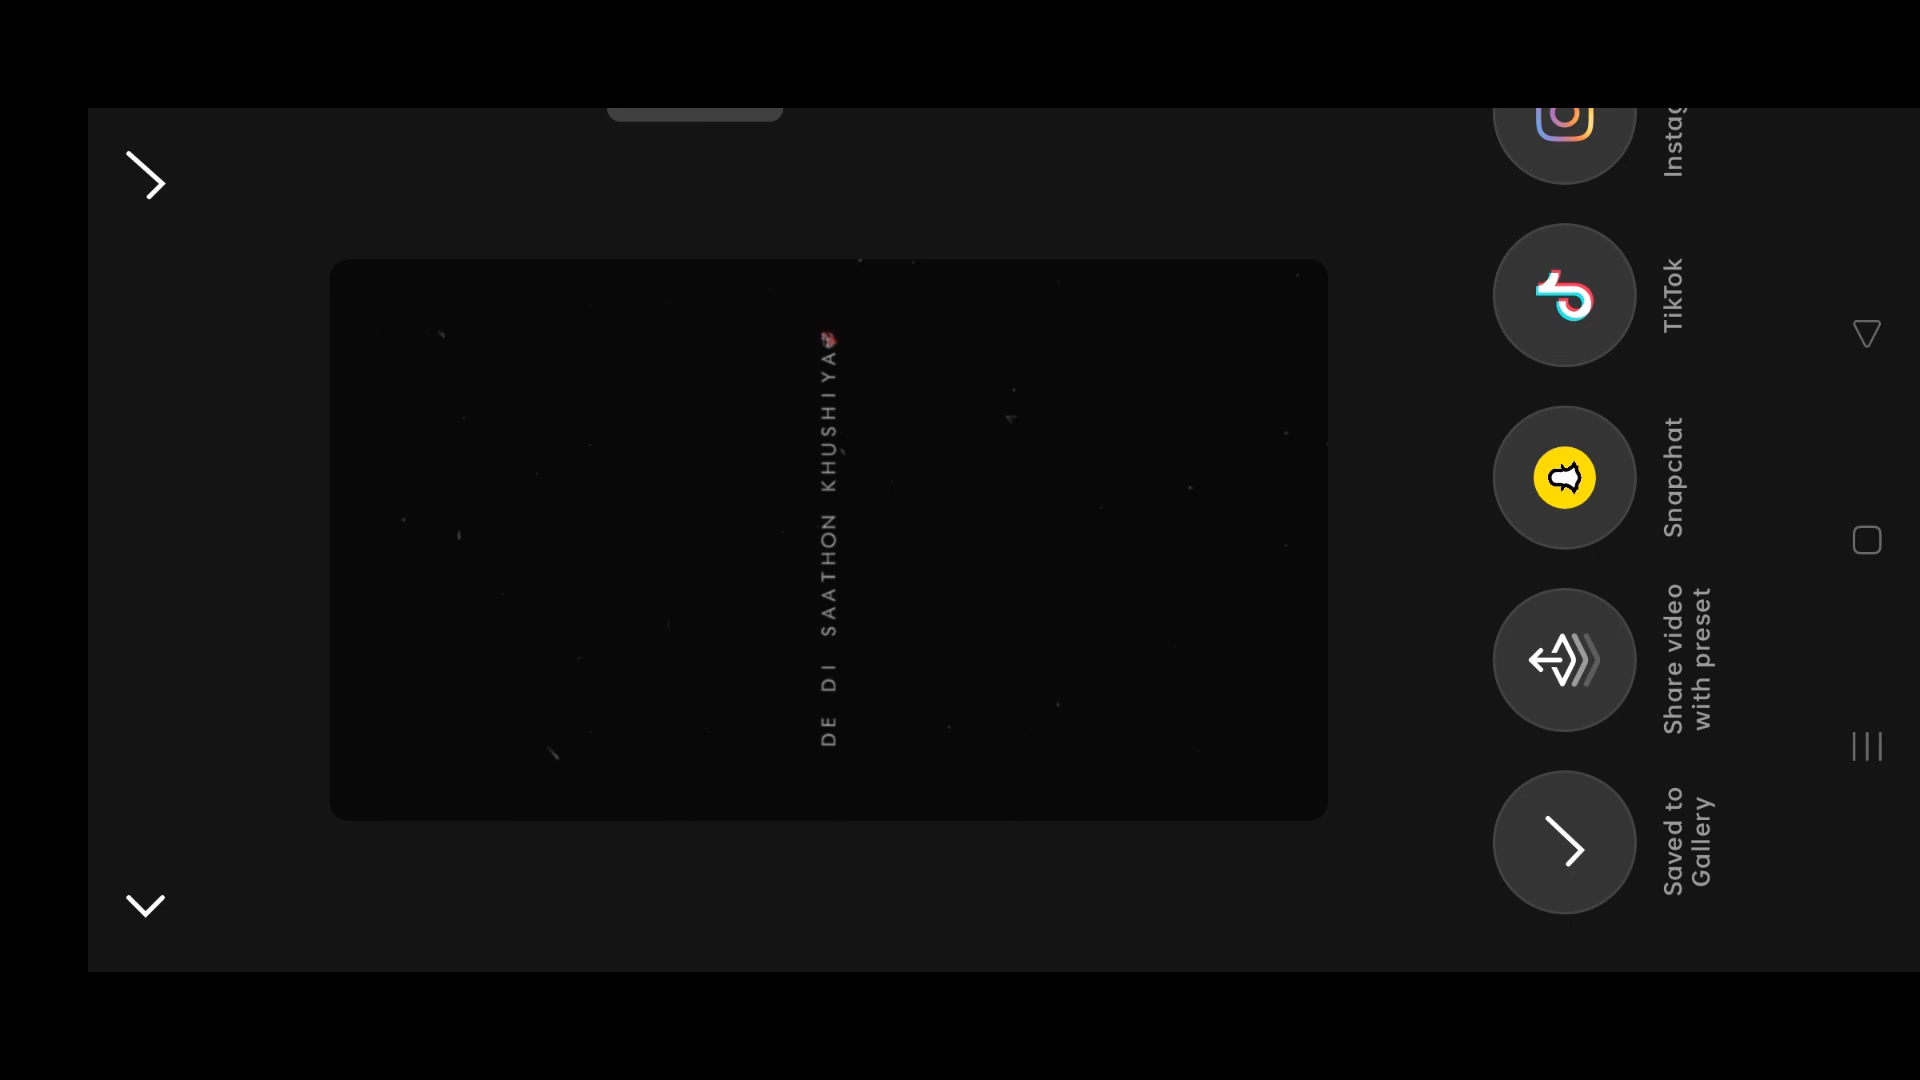 DE DI SAATHON KHUSHIYA
Saved to
Gallery
Share video
with preset
Snapchat
TikTok
Instag